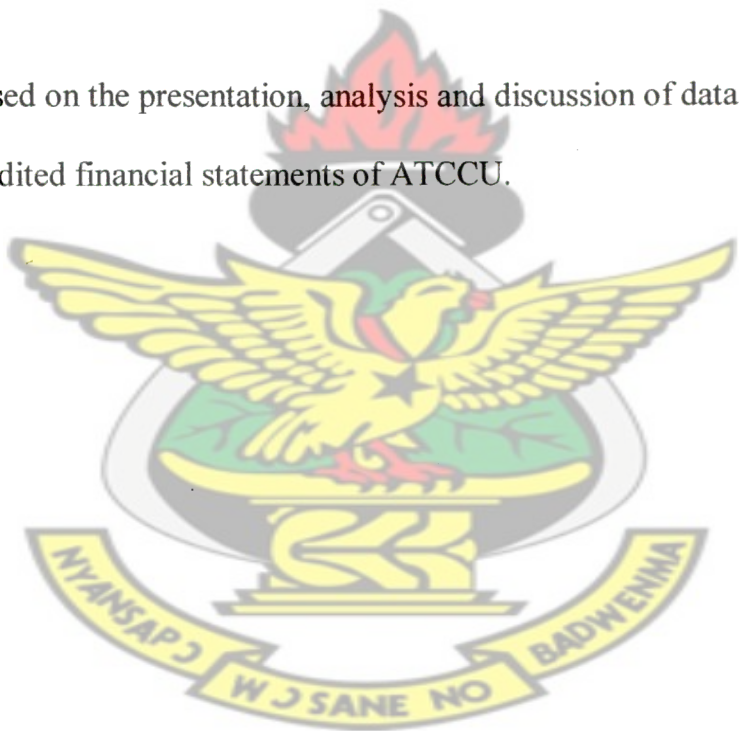 sed on the presentation, analysis and discussion of data
dited financial statements of ATCCU.
NYANSAPƆ
WƆSANE NO
BADWENMA